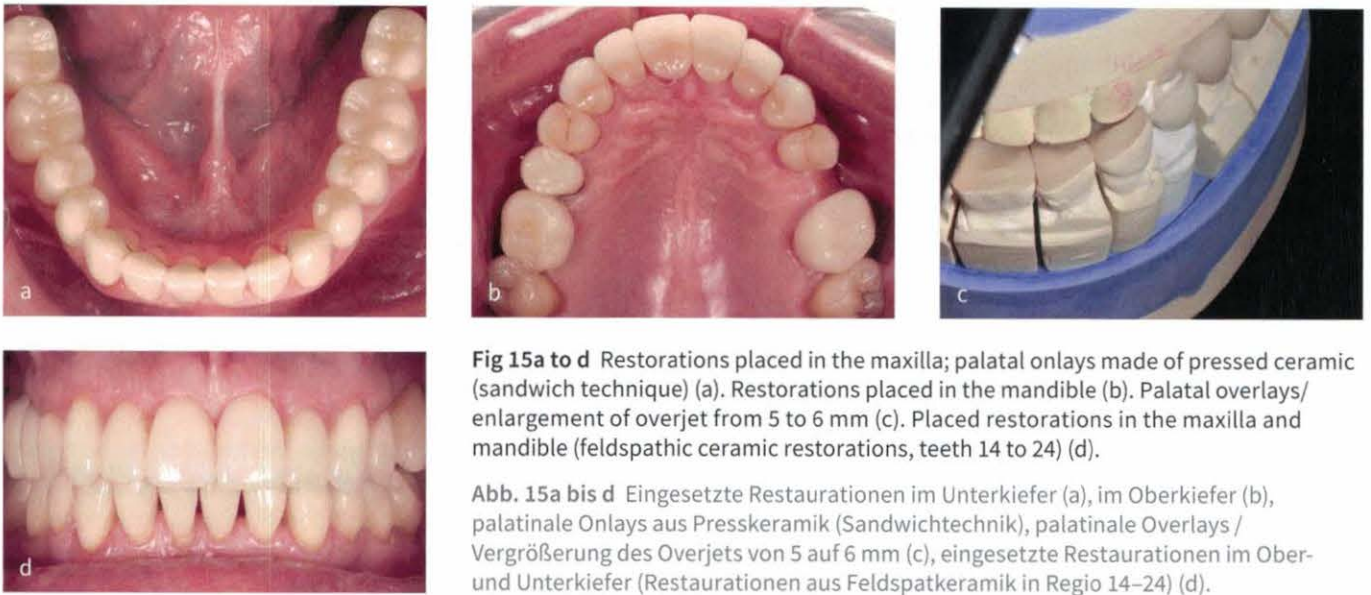 a
b
c
d
Fig 15a to d Restorations placed in the maxilla; palatal onlays made of pressed ceramic
(sandwich technique) (a). Restorations placed in the mandible (b). Palatal overlays/
enlargement of overjet from 5 to 6 mm (c). Placed restorations in the maxilla and
mandible (feldspathic ceramic restorations, teeth 14 to 24) (d).
Abb. 15a bis d Eingesetzte Restaurationen im Unterkiefer (a), im Oberkiefer (b),
palatinale Onlays aus Presskeramik (Sandwichtechnik), palatinale Overlays /
Vergrößerung des Overjets von 5 auf 6 mm (c), eingesetzte Restaurationen im Ober-
und Unterkiefer (Restaurationen aus Feldspatkeramik in Regio 14–24) (d).